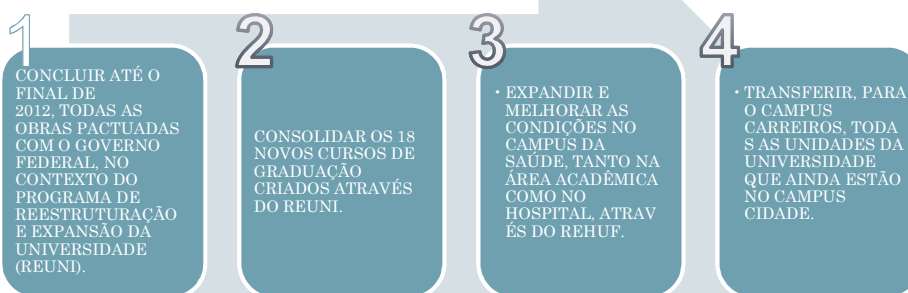 1
CONCLUIR ATÉ O
FINAL DE
2012, TODAS AS
OBRAS PACTUADAS
COM O GOVERNO
FEDERAL, NO
CONTEXTO DO
PROGRAMA DE
REESTRUTURAÇÃO
E EXPANSÃO DA
UNIVERSIDADE
(REUNI).
2
CONSOLIDAR OS 18
NOVOS CURSOS DE
GRADUAÇÃO
CRIADOS ATRAVÉS
DO REUNI.
3
• EXPANDIR E
MELHORAR AS
CONDIÇÕES NO
CAMPUS DA
SAÚDE, TANTO NA
ÁREA ACADÊMICA
COMO NO
HOSPITAL, ATRAV
ÉS DO REHUF.
4
• TRANSFERIR, PARA
O CAMPUS
CARREIROS, TODA
S AS UNIDADES DA
UNIVERSIDADE
QUE AINDA ESTÃO
NO CAMPUS
CIDADE.